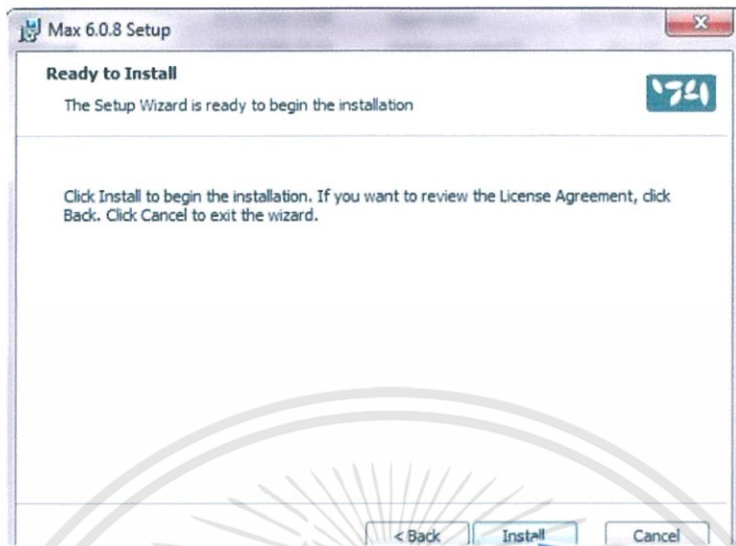 Max 6.0.8 Setup
Ready to Install
The Setup Wizard is ready to begin the installation
'74
Click Install to begin the installation. If you want to review the License Agreement, click
Back. Click Cancel to exit the wizard.
< Back Install Cancel